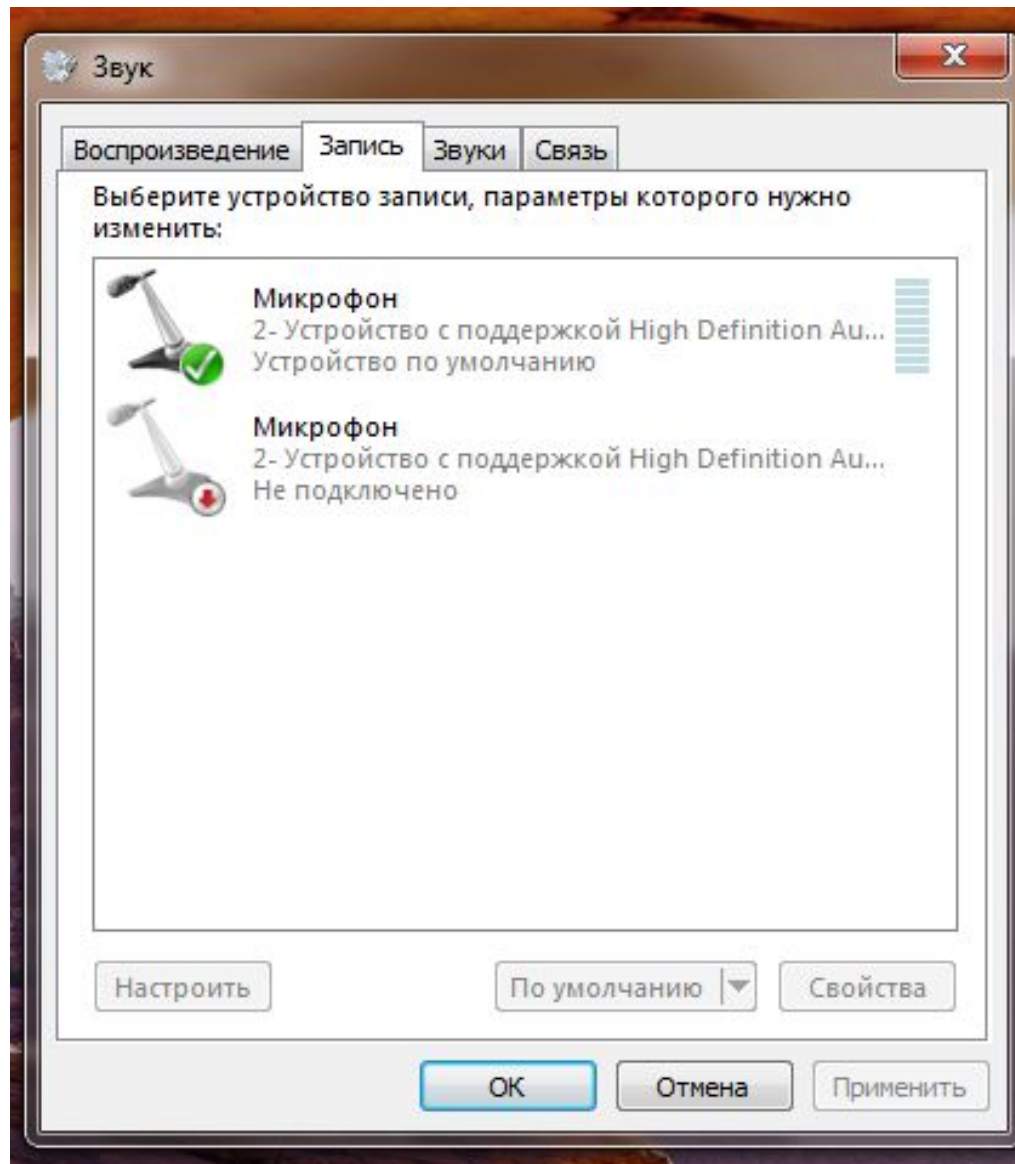 Звук
Воспроизведение Запись Звуки Связь
Выберите устройство записи, параметры которого нужно
изменить:
Микрофон
2- Устройство с поддержкой High Definition Au...
Устройство по умолчанию
Микрофон
2- Устройство с поддержкой High Definition Au...
Не подключено
Настроить По умолчанию Свойства
ОК Отмена Применить